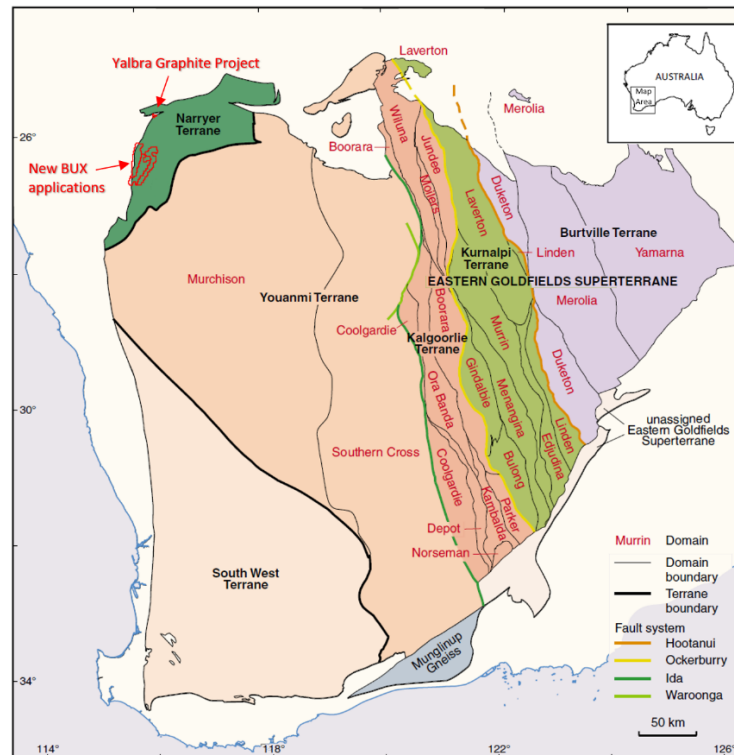 Yalbra Graphite Project
Narryer
Terrane
New BUX
applications
Laverton
Wiluna
Boorara
Jundee
Moilers
Merolia
AUSTRALIA
Map
Area
Laverton
Duketon
Burtville Terrane
Kurnalpi
Terrane
Linden
Yamarna
EASTERN GOLDFIELDS SUPERTERRANE
Merolia
Murchison
Youanmi Terrane
Boorara
Coolgardie
Kalgoorlie
Terrane
Murrin
Gindalbie
Menangina
Duketon
Ora Banda
Linden
Edjudina
Bulong
unassigned
Eastern Goldfields
Superterrane
Southern Cross
Coolgardie
Parker
Kambalda
Depot
Norseman
South West
Terrane
Munglinup
Gneiss
Murrin Domain
Domain
boundary
Terrane
boundary
Fault system
Hootanui
Ockerburry
Ida
Waroonga
50 km
26°
30°
34°
114°
118°
122°
126°